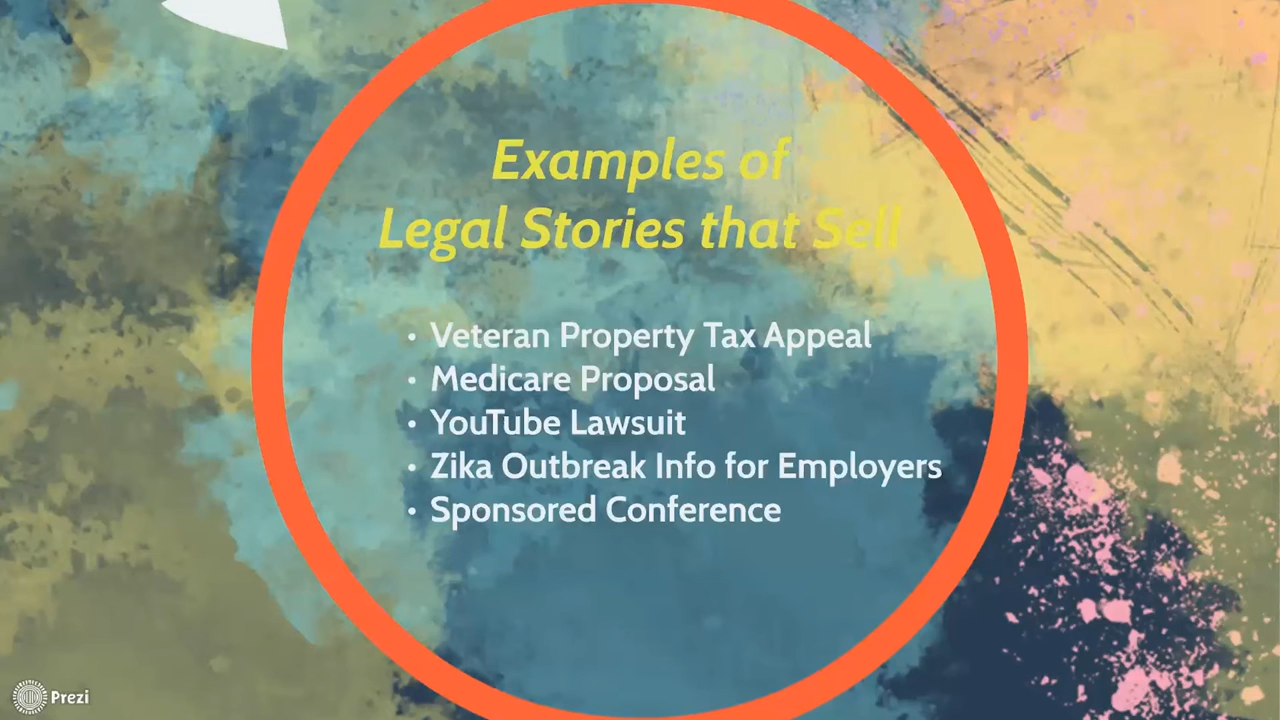 Examples of
Legal Stories that Sell
• Veteran Property Tax Appeal
• Medicare Proposal
• YouTube Lawsuit
• Zika Outbreak Info for Employers
• Sponsored Conference
Prezi